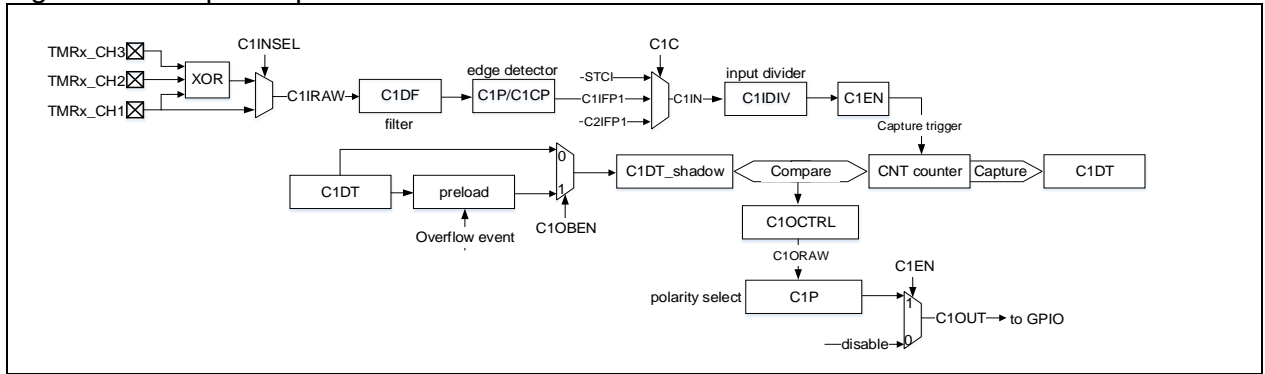 C1INSEL
C1C
TMRx_CH3
TMRx_CH2
TMRx_CH1
XOR
C1IRAW
C1DF
filter
edge detector
C1P/C1CP
-STCI
C1IFP1
-C2IFP1
C1IN
input divider
C1IDIV
C1EN
Capture trigger
C1DT
preload
Overflow event
0
1
C1OBEN
C1DT_shadow
Compare
CNT counter
Capture
C1DT
C1OCTRL
C1ORAW
polarity select
C1P
C1EN
1
0
disable
C1OUT
to GPIO